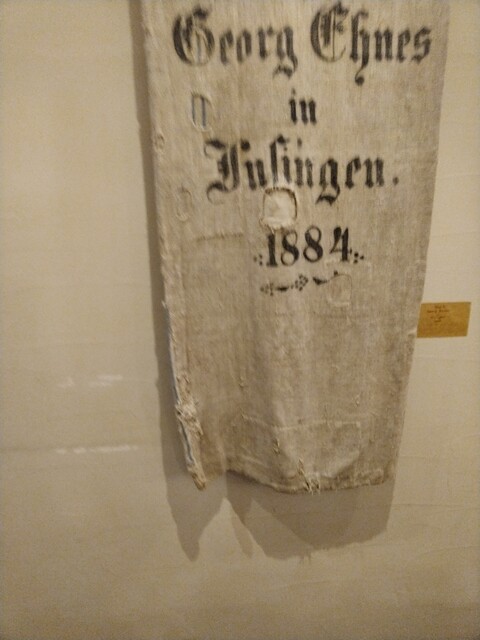 Georg Ehnes
in
Inſingen.
1884.